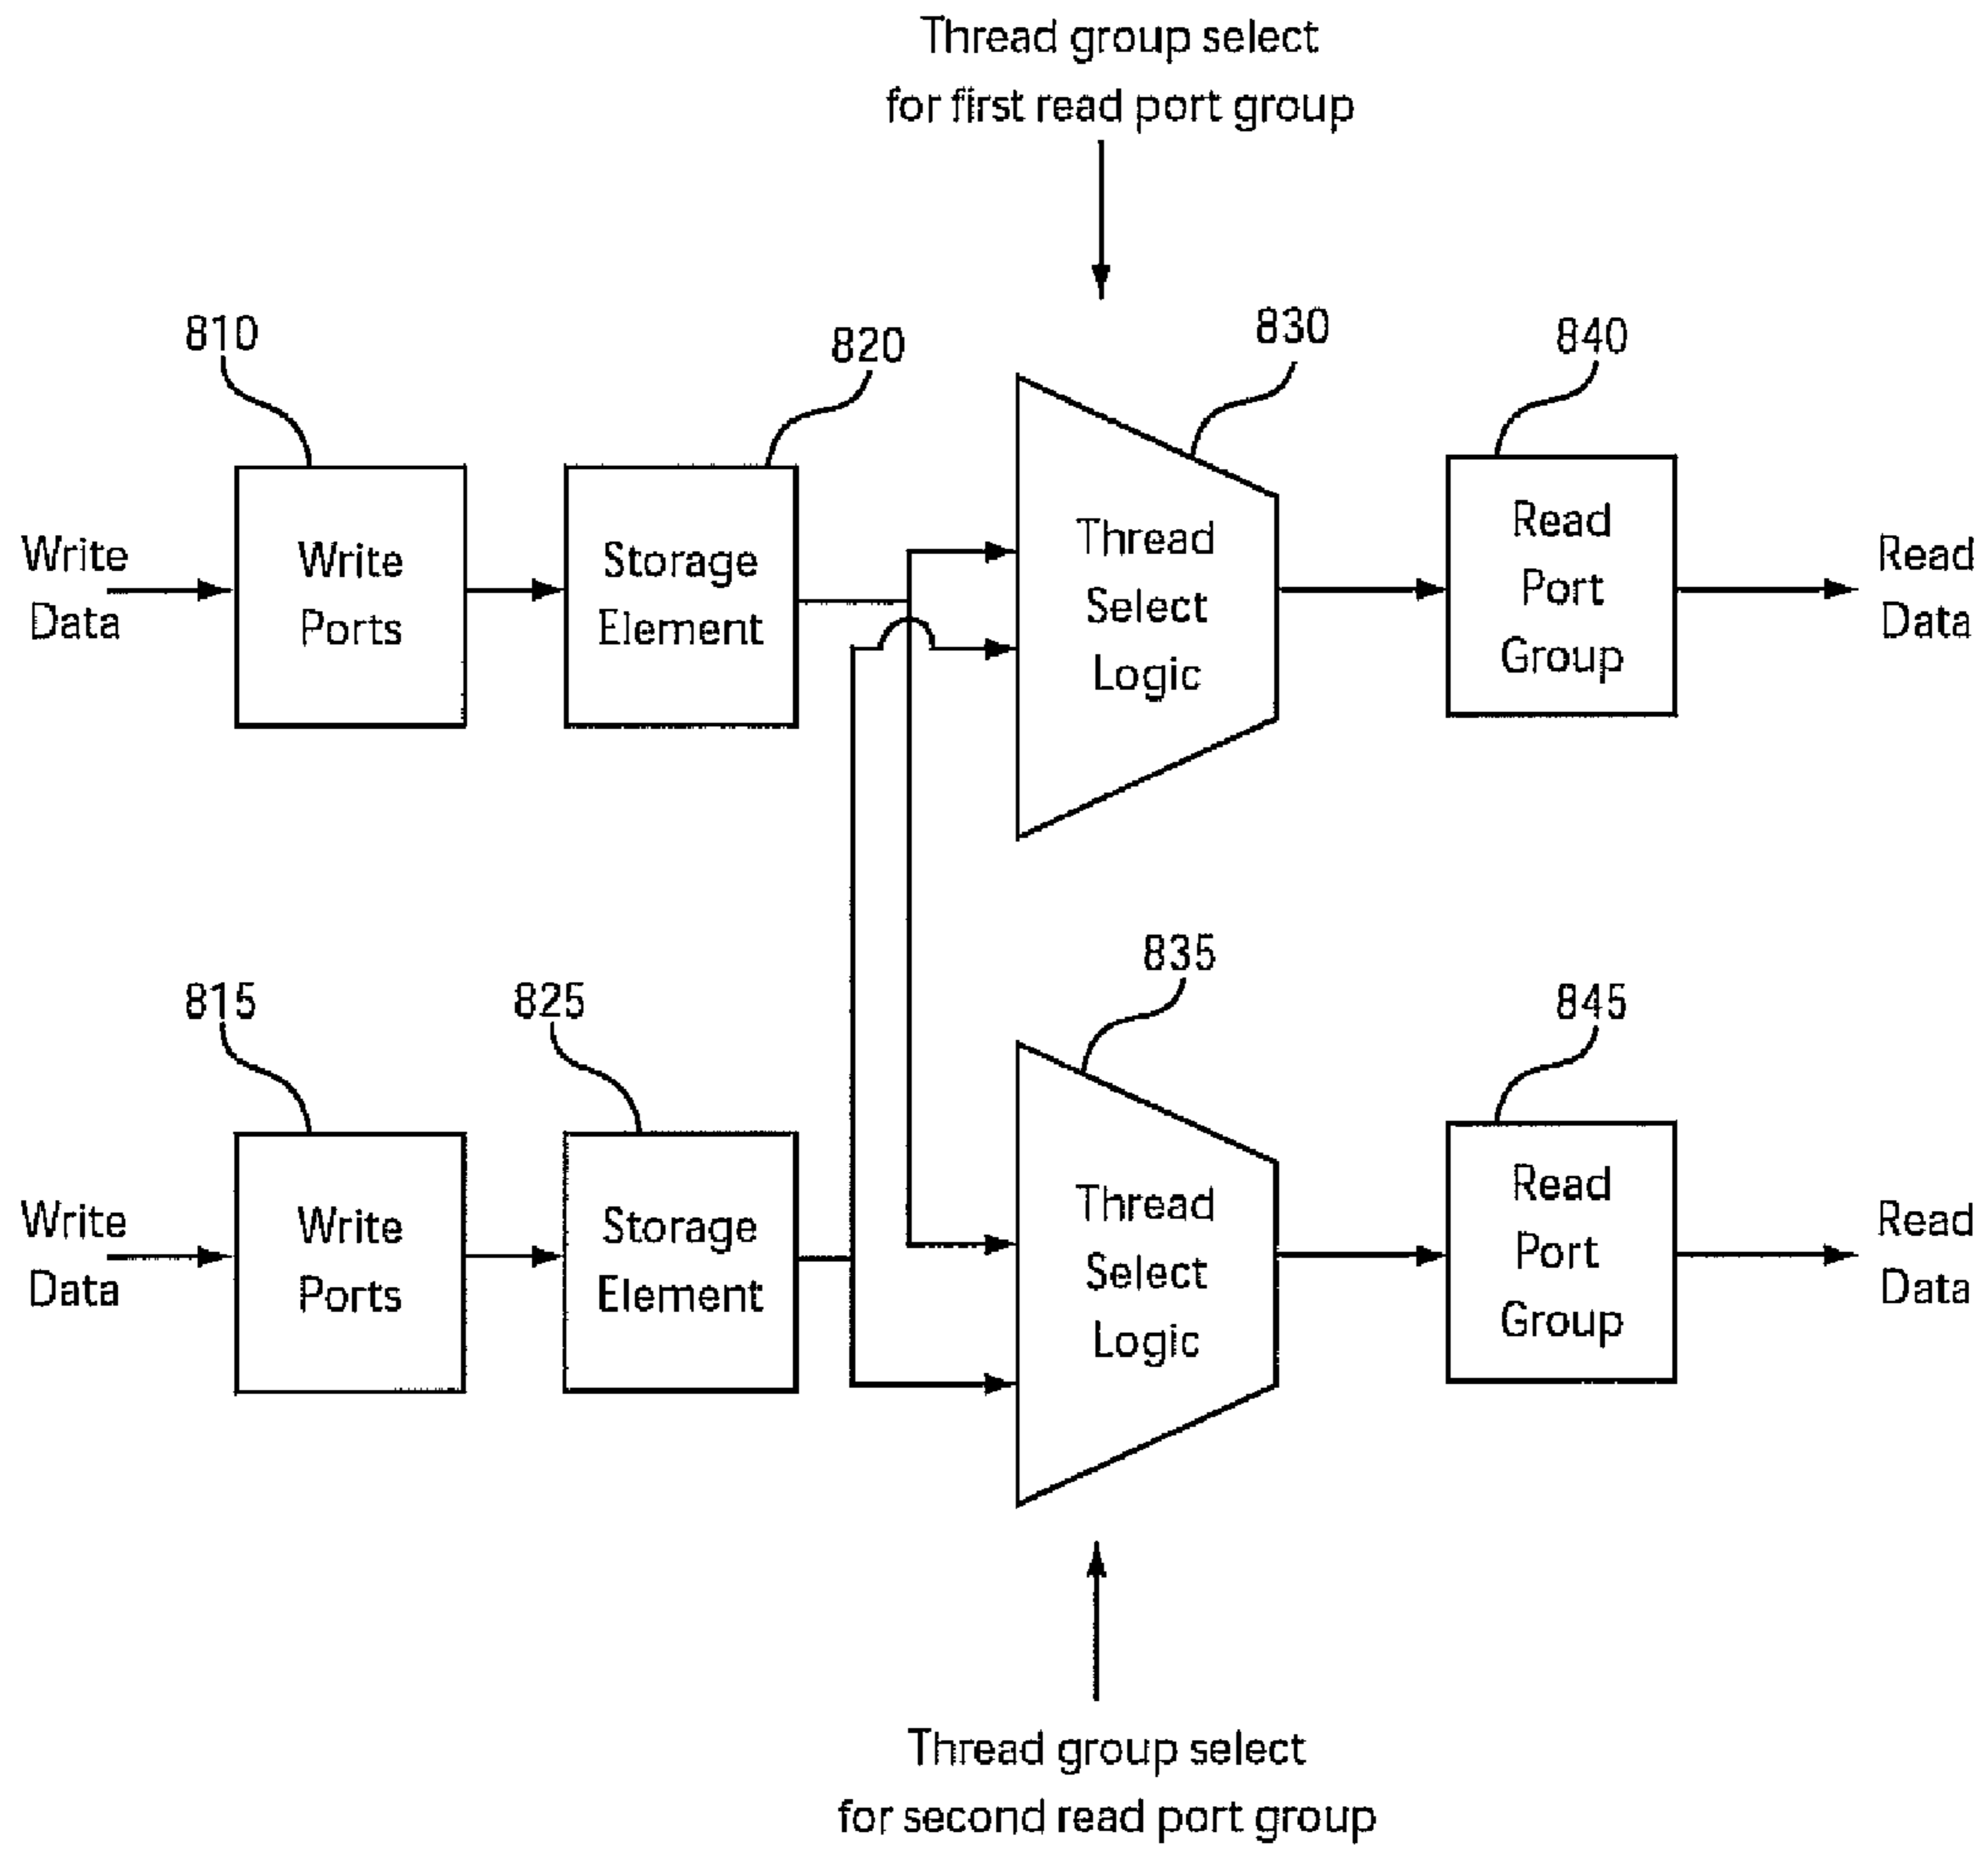 Thread group select
for first read port group
810
820
830
840
Write
Data
Write
Ports
Storage
Element
Thread
Select
Logic
Read
Port
Group
Read
Data
815
825
835
845
Write
Data
Write
Ports
Storage
Element
Thread
Select
Logic
Read
Port
Group
Read
Data
Thread group select
for second read port group